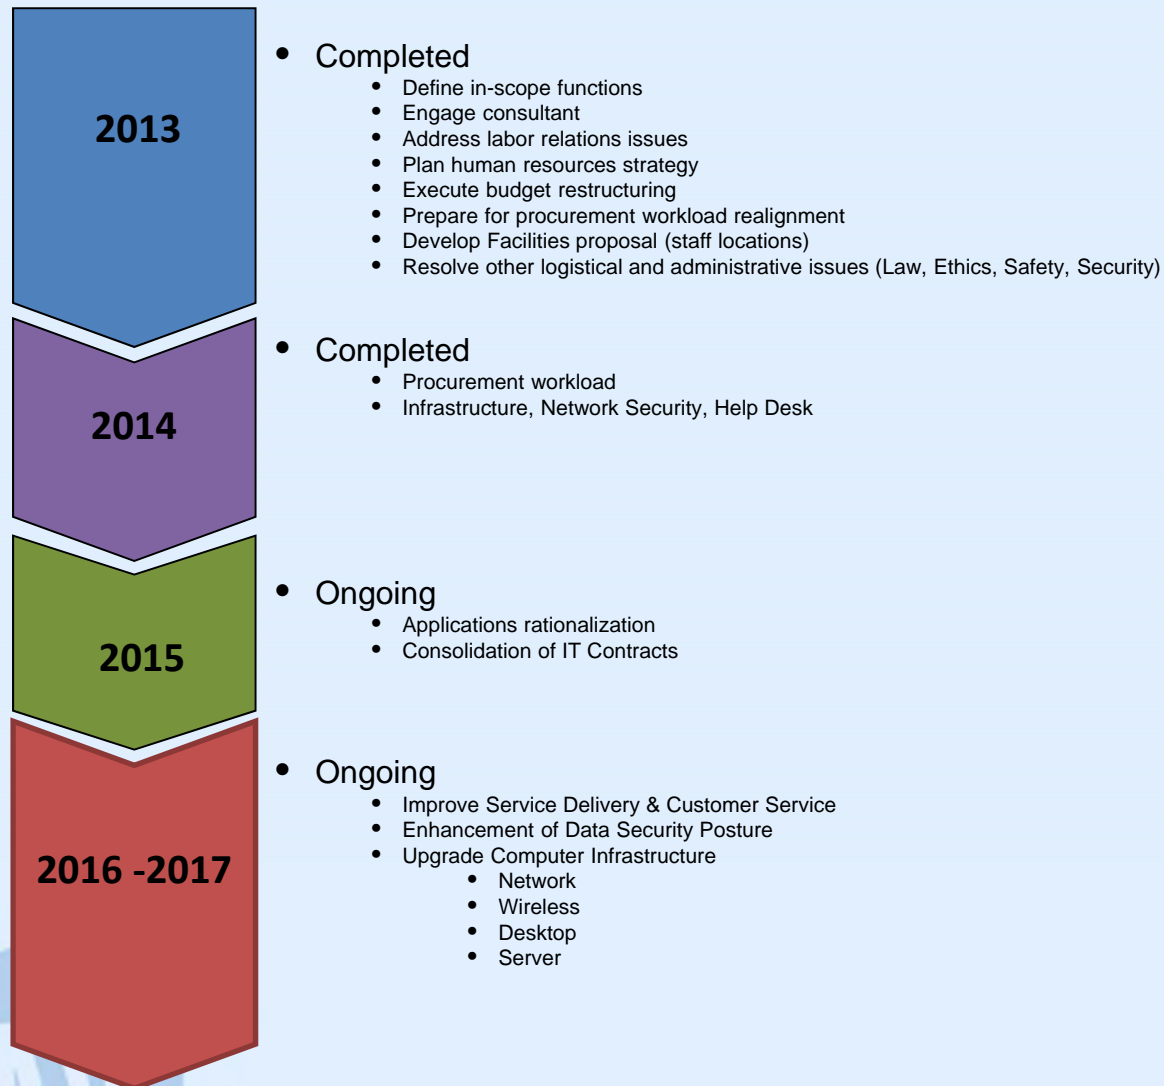 2013
• Completed
• Define in-scope functions
• Engage consultant
• Address labor relations issues
• Plan human resources strategy
• Execute budget restructuring
• Prepare for procurement workload realignment
• Develop Facilities proposal (staff locations)
• Resolve other logistical and administrative issues (Law, Ethics, Safety, Security)
2014
• Completed
• Procurement workload
• Infrastructure, Network Security, Help Desk
2015
• Ongoing
• Applications rationalization
• Consolidation of IT Contracts
2016 -2017
• Ongoing
• Improve Service Delivery & Customer Service
• Enhancement of Data Security Posture
• Upgrade Computer Infrastructure
• Network
• Wireless
• Desktop
• Server